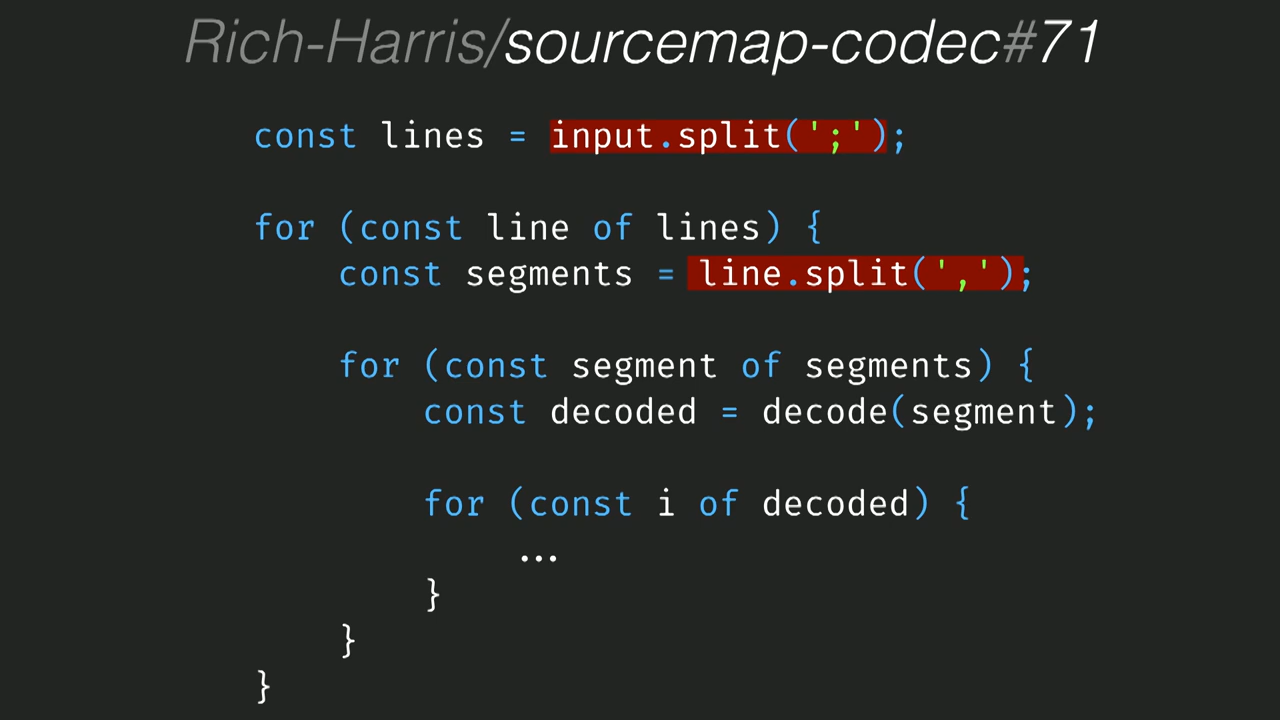 Rich-Harris/sourcemap-codec#71
const lines = input.split(';');
for (const line of lines) {
const segments = line.split(',');
for (const segment of segments) {
const decoded = decode(segment);
for (const i of decoded) {
...
}
}
}